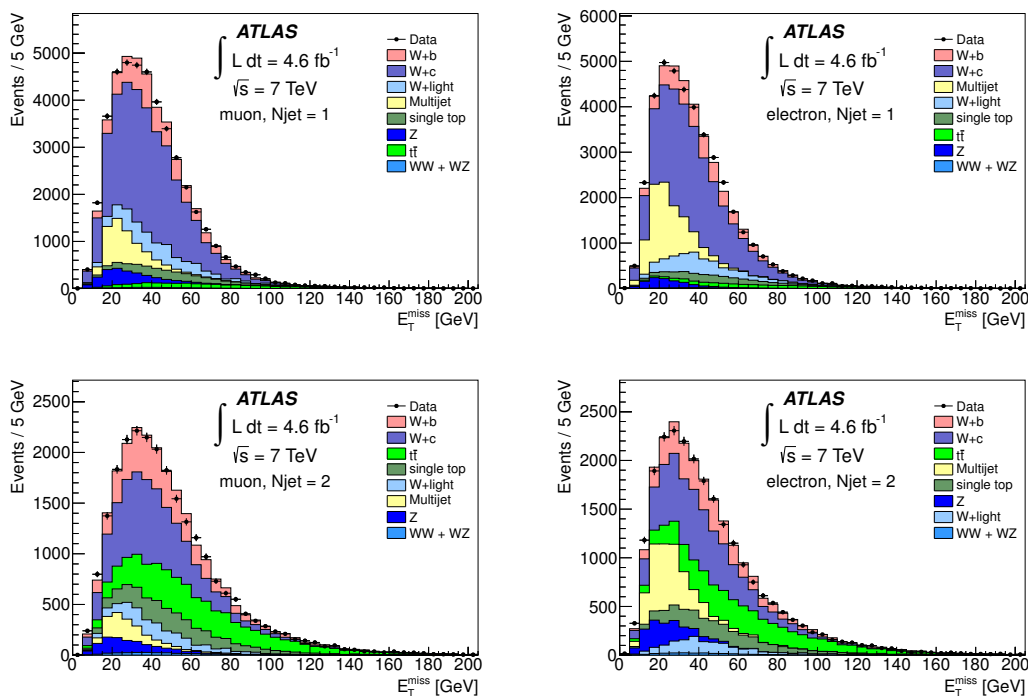 Events / 5 GeV
5000
4000
3000
2000
1000
0
ATLAS
∫ L dt = 4.6 fb-1
√s = 7 TeV
muon, Njet = 1
Data
W+b
W+c
W+light
Multijet
single top
Z
tt̄
WW + WZ
0 20 40 60 80 100 120 140 160 180 200
E_T^miss [GeV]
Events / 5 GeV
6000
5000
4000
3000
2000
1000
0
ATLAS
∫ L dt = 4.6 fb-1
√s = 7 TeV
electron, Njet = 1
Data
W+b
W+c
Multijet
W+light
single top
tt̄
Z
WW + WZ
0 20 40 60 80 100 120 140 160 180 200
E_T^miss [GeV]
Events / 5 GeV
2500
2000
1500
1000
500
0
ATLAS
∫ L dt = 4.6 fb-1
√s = 7 TeV
muon, Njet = 2
Data
W+b
W+c
tt̄
single top
W+light
Multijet
Z
WW + WZ
0 20 40 60 80 100 120 140 160 180 200
E_T^miss [GeV]
Events / 5 GeV
2500
2000
1500
1000
500
0
ATLAS
∫ L dt = 4.6 fb-1
√s = 7 TeV
electron, Njet = 2
Data
W+b
W+c
tt̄
Multijet
single top
Z
W+light
WW + WZ
0 20 40 60 80 100 120 140 160 180 200
E_T^miss [GeV]